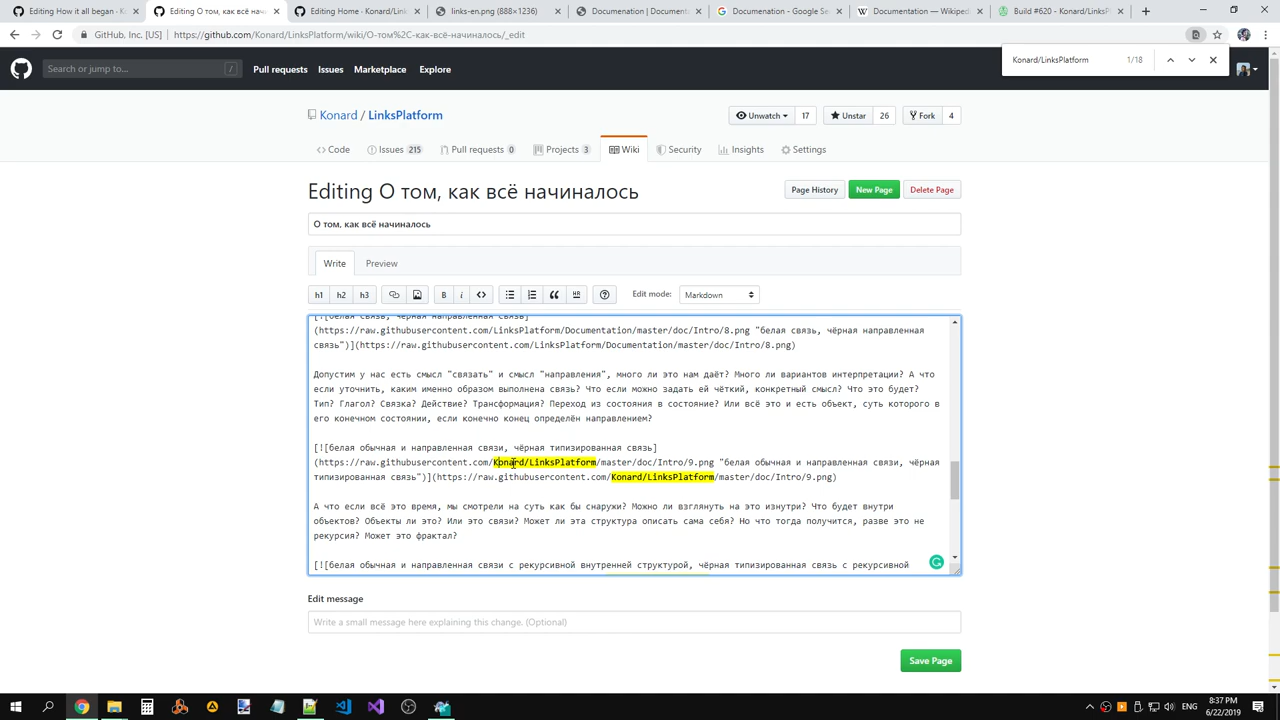 Editing How it all began · Kon
Editing О том, как всё нач
Editing Home · Konard/Link
links-en.png (888×1236)
Documenation | Documentat
Documenation - Google Sea
Documenation — Wikipedia
Build #620 - Konard/LinksPl
GitHub, Inc. [US] | https://github.com/Konard/LinksPlatform/wiki/О-том%2C-как-всё-начиналось/_edit
Konard/LinksPlatform 1/18
Search or jump to... /
Pull requests Issues Marketplace Explore
Konard / LinksPlatform
Unwatch 17 Unstar 26 Fork 4
Code Issues 215 Pull requests 0 Projects 3 Wiki Security Insights Settings
Editing О том, как всё начиналось
Page History New Page Delete Page
О том, как всё начиналось
Write Preview
h1 h2 h3 B i Edit mode: Markdown
[![белая связь, чёрная направленная связь]
(https://raw.githubusercontent.com/LinksPlatform/Documentation/master/doc/Intro/8.png "белая связь, чёрная направленная
связь")](https://raw.githubusercontent.com/LinksPlatform/Documentation/master/doc/Intro/8.png)
Допустим у нас есть смысл "связать" и смысл "направления", много ли это нам даёт? Много ли вариантов интерпретации? А что
если уточнить, каким именно образом выполнена связь? Что если можно задать ей чёткий, конкретный смысл? Что это будет?
Тип? Глагол? Связка? Действие? Трансформация? Переход из состояния в состояние? Или всё это и есть объект, суть которого в
его конечном состоянии, если конечно конец определён направлением?
[![белая обычная и направленная связи, чёрная типизированная связь]
(https://raw.githubusercontent.com/Konard/LinksPlatform/master/doc/Intro/9.png "белая обычная и направленная связи, чёрная
типизированная связь")](https://raw.githubusercontent.com/Konard/LinksPlatform/master/doc/Intro/9.png)
А что если всё это время, мы смотрели на суть как бы снаружи? Можно ли взглянуть на это изнутри? Что будет внутри
объектов? Объекты ли это? Или это связи? Может ли эта структура описать сама себя? Но что тогда получится, разве это не
рекурсия? Может это фрактал?
[![белая обычная и направленная связи с рекурсивной внутренней структурой, чёрная типизированная связь с рекурсивной
Edit message
Write a small message here explaining this change. (Optional)
Save Page
ENG
8:37 PM
6/22/2019